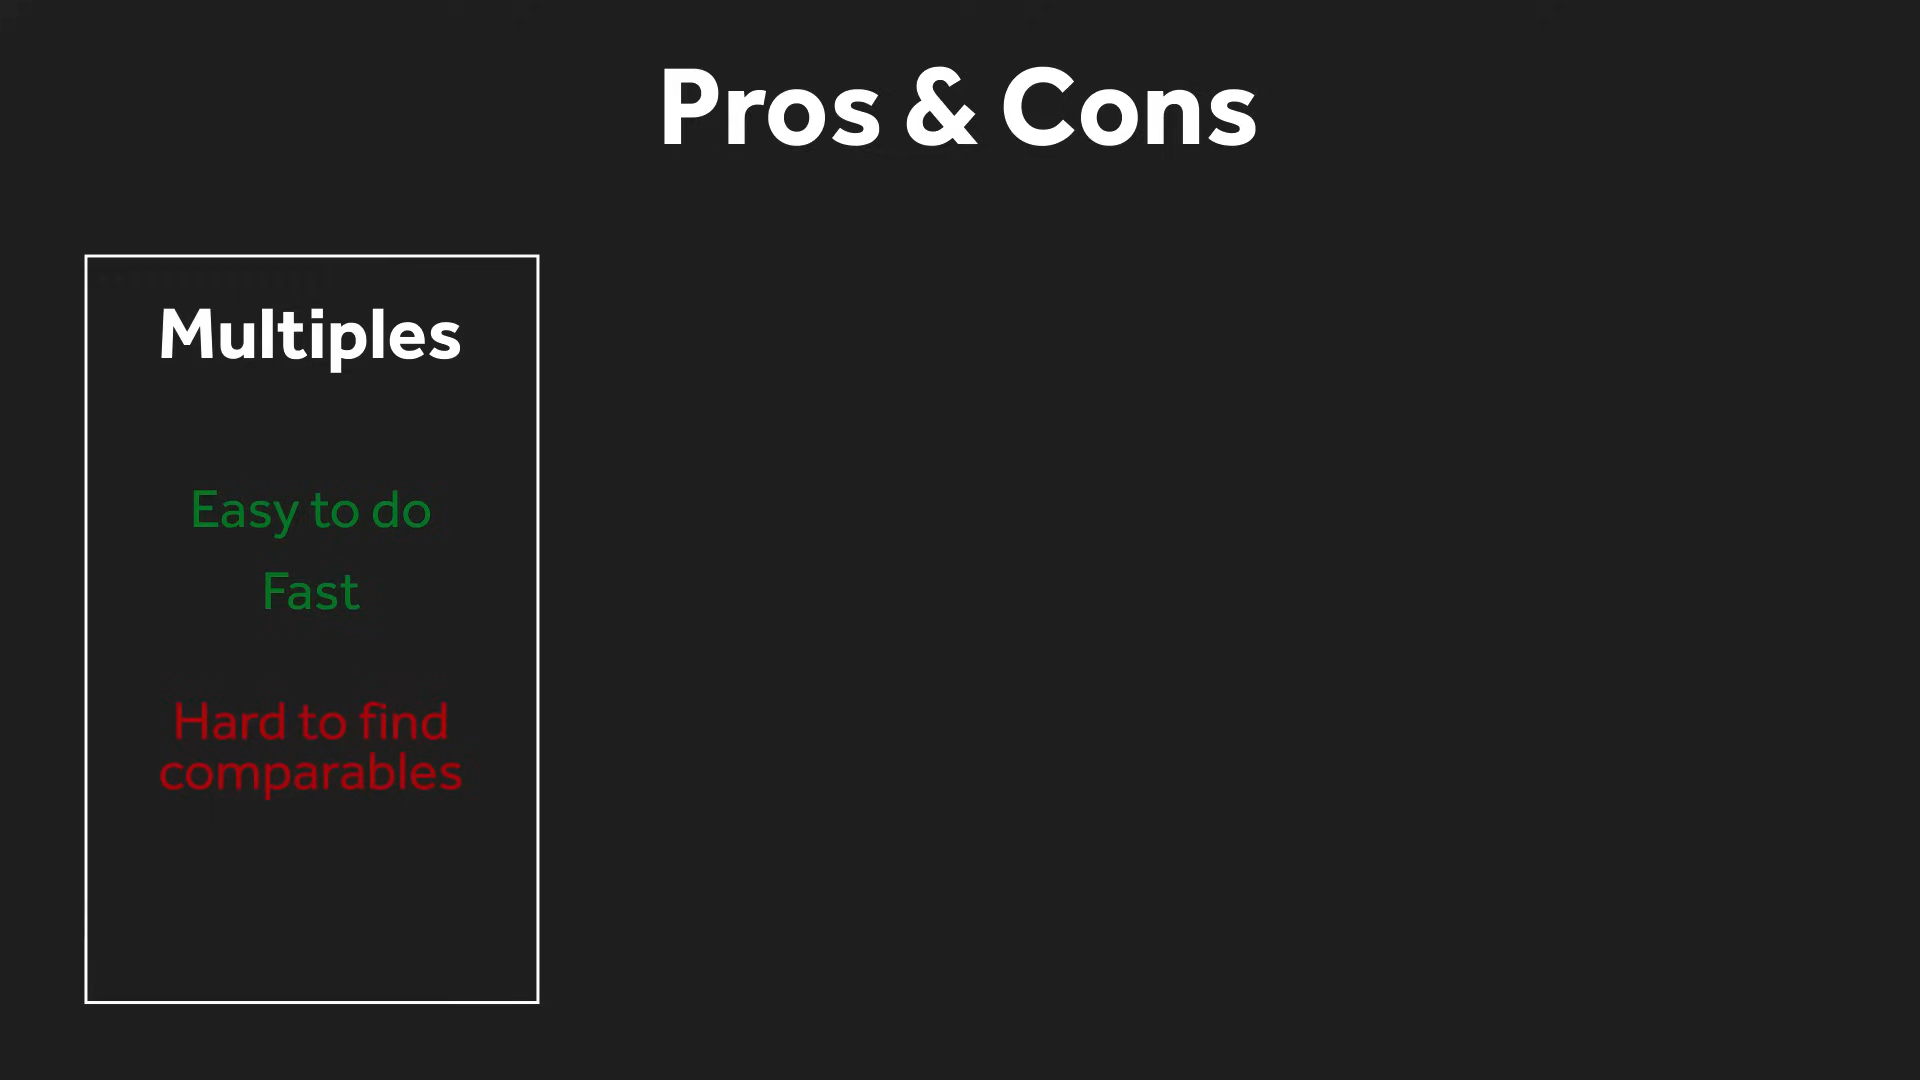 Pros & Cons
Multiples
Easy to do
Fast
Hard to find
comparables